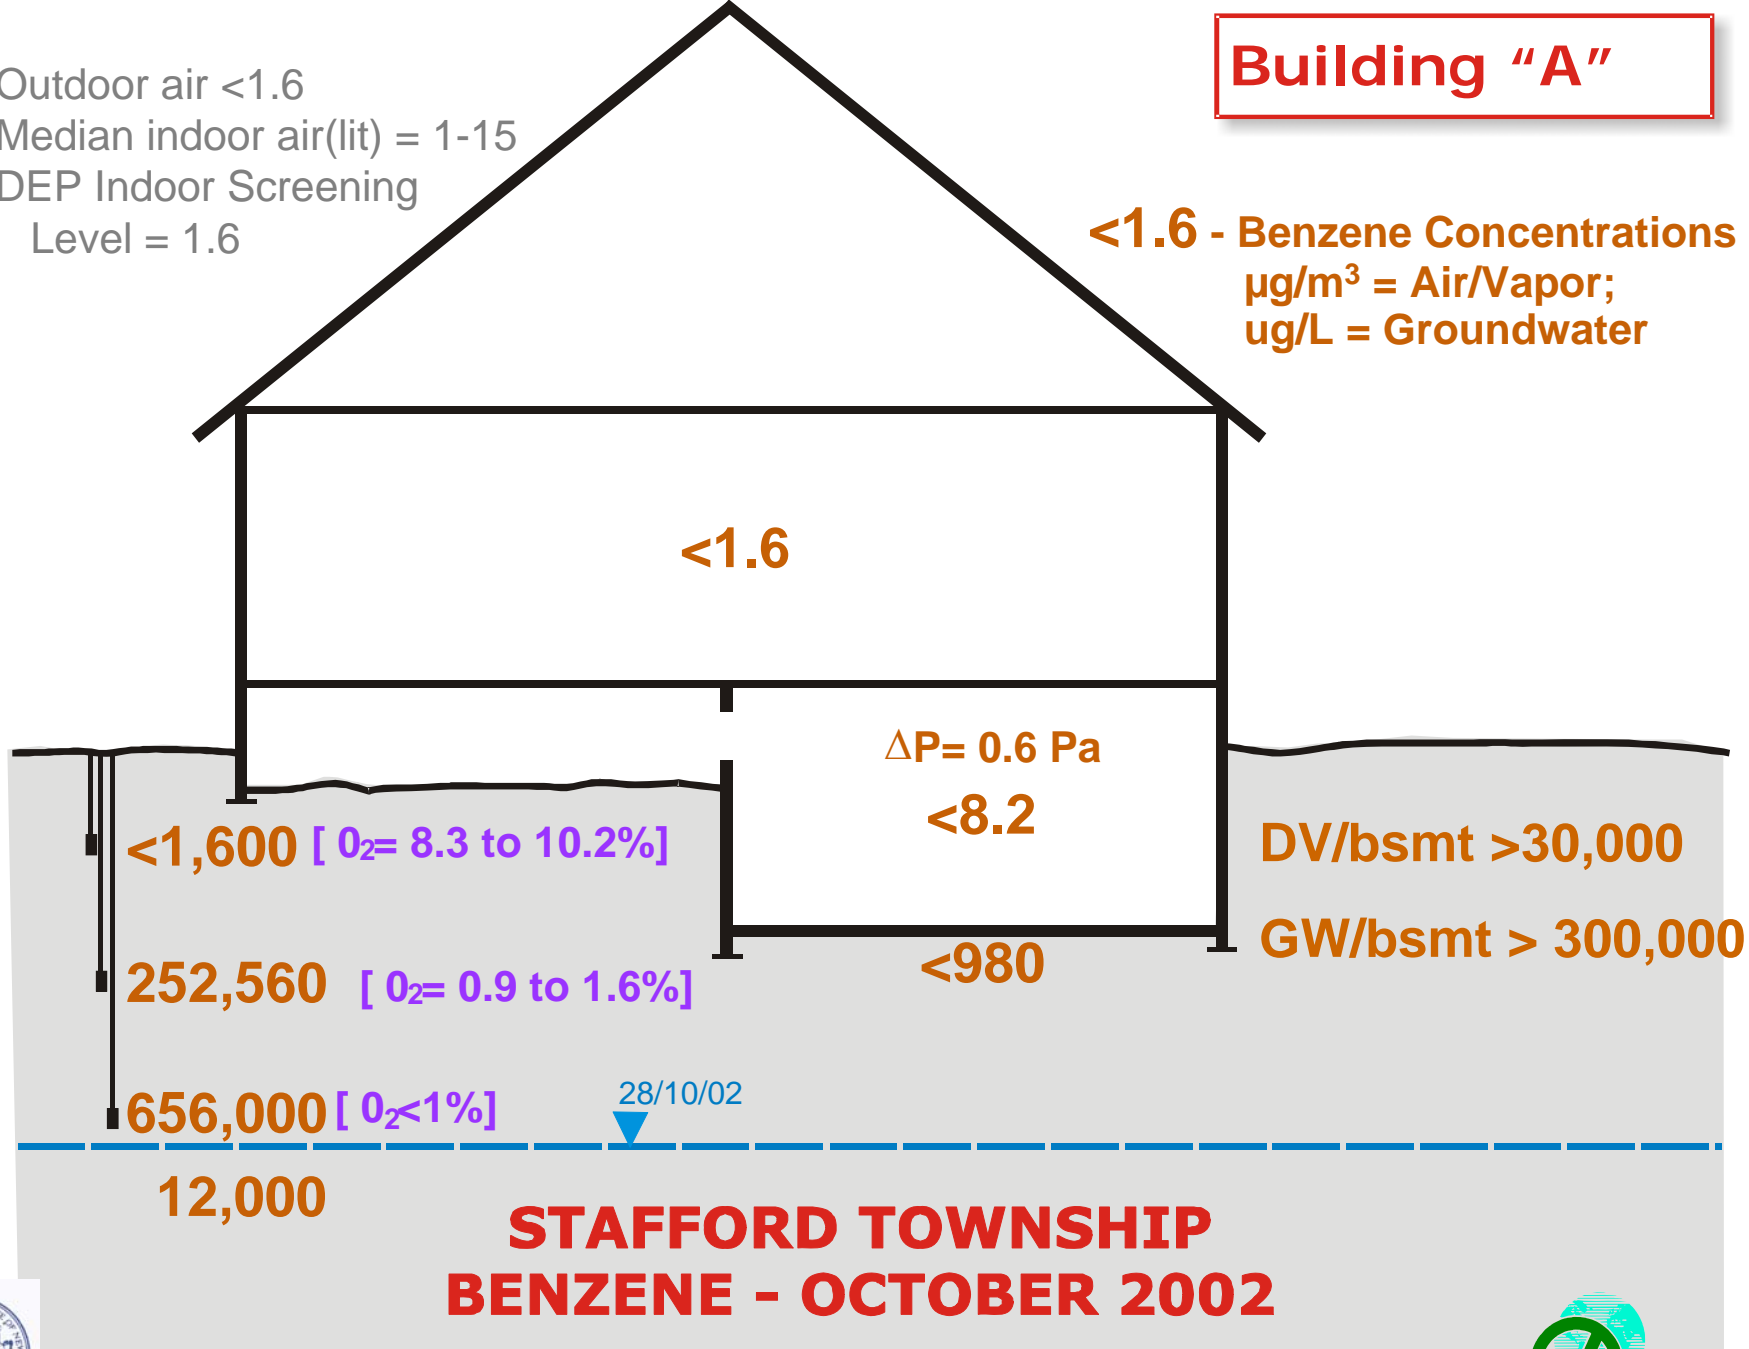 Building “A”
Outdoor air <1.6
Median indoor air(lit) = 1-15
DEP Indoor Screening
Level = 1.6
<1.6 - Benzene Concentrations
µg/m³ = Air/Vapor;
ug/L = Groundwater
<1.6
ΔP= 0.6 Pa
<8.2
<1,600 [ 0₂= 8.3 to 10.2%]
DV/bsmt >30,000
GW/bsmt > 300,000
<980
252,560 [ 0₂= 0.9 to 1.6%]
28/10/02
656,000 [ 0₂<1%]
12,000
STAFFORD TOWNSHIP
BENZENE - OCTOBER 2002